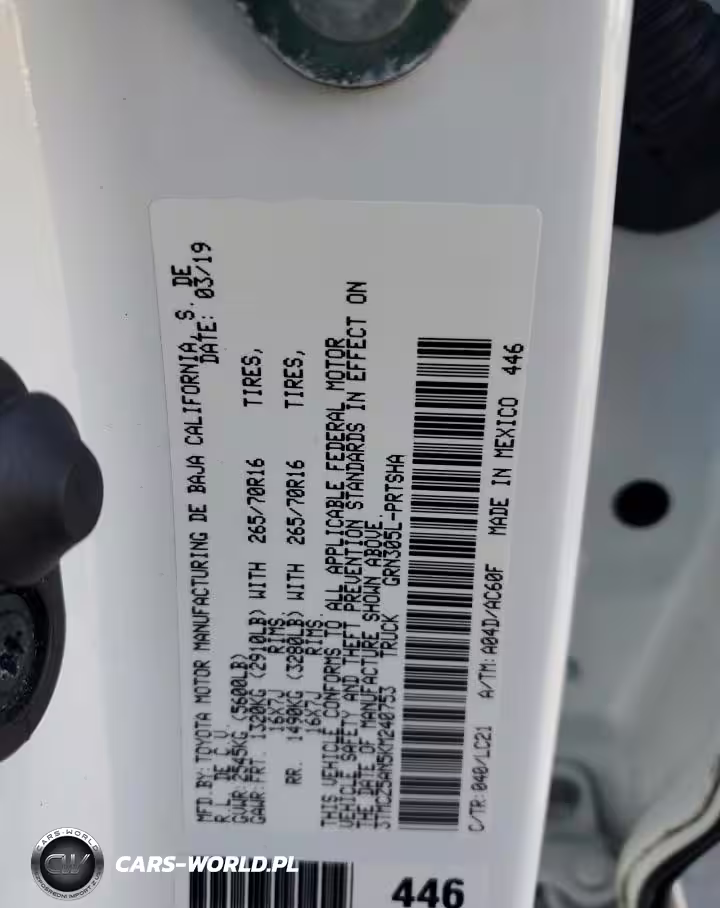 MFD.BY:TOYOTA MOTOR MANUFACTURING DE BAJA CALIFORNIA, S. DE
R.L. DE C.V. DATE: 03/19
GVWR: 2545KG (5600LB)
GAWR:FRT. 1320KG (2910LB) WITH 265/70R16 TIRES,
16X7J RIMS
RR. 1490KG (3280LB) WITH 265/70R16 TIRES,
16X7J RIMS.
THIS VEHICLE CONFORMS TO ALL APPLICABLE FEDERAL MOTOR
VEHICLE SAFETY AND THEFT PREVENTION STANDARDS IN EFFECT ON
THE DATE OF MANUFACTURE SHOWN ABOVE.
3TMCZ5AN5KM240753 TRUCK GRN305L-PRTSHA
C/TR:040/LC21 A/TM:A04D/AC60F MADE IN MEXICO 446
446
CW
CARS-WORLD.PL